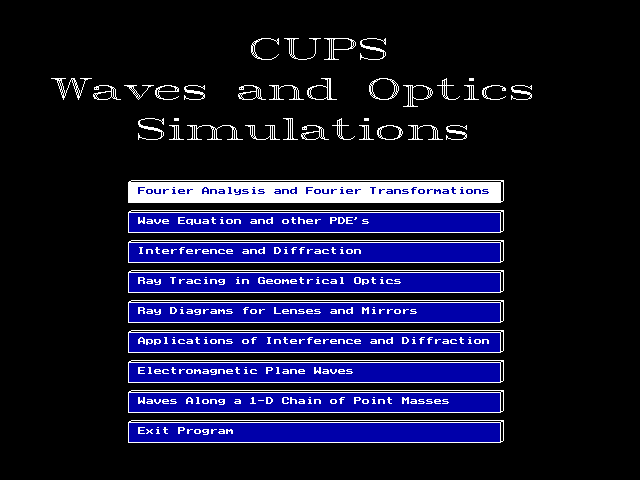 CUPS
Waves and Optics
Simulations
Fourier Analysis and Fourier Transformations
Wave Equation and other PDE's
Interference and Diffraction
Ray Tracing in Geometrical Optics
Ray Diagrams for Lenses and Mirrors
Applications of Interference and Diffraction
Electromagnetic Plane Waves
Waves Along a 1-D Chain of Point Masses
Exit Program